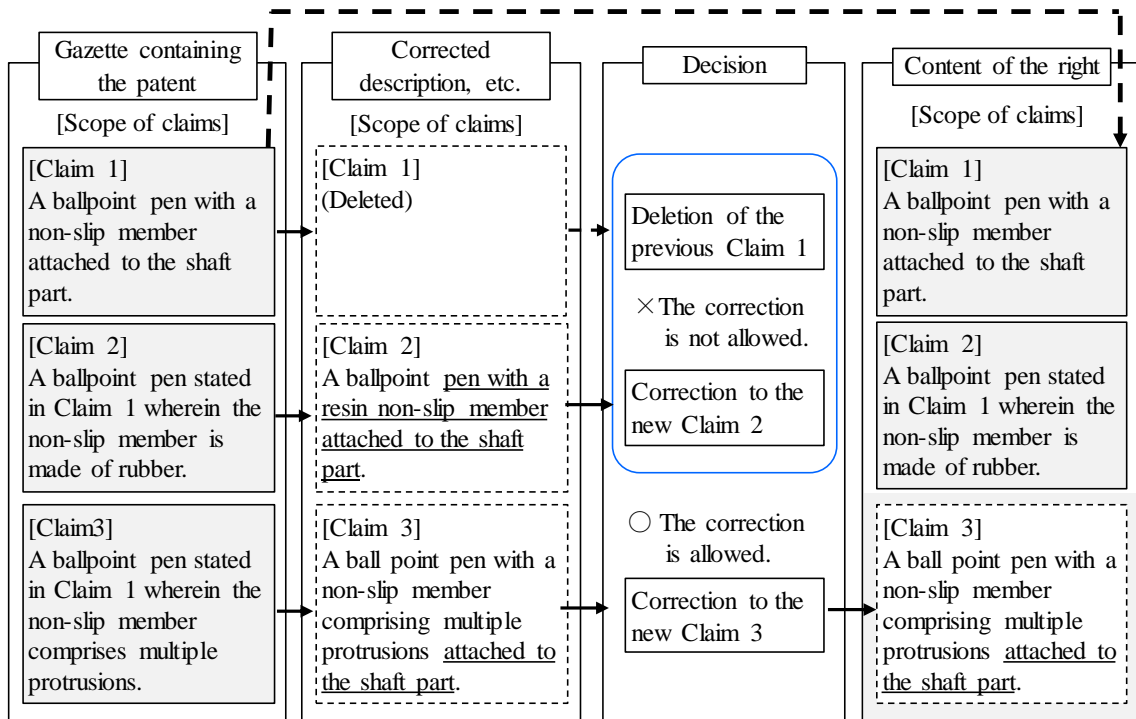 Gazette containing
the patent
[Scope of claims]
[Claim 1]
A ballpoint pen with a
non-slip member
attached to the shaft
part.
[Claim 2]
A ballpoint pen stated
in Claim 1 wherein the
non-slip member is
made of rubber.
[Claim3]
A ballpoint pen stated
in Claim 1 wherein the
non-slip member
comprises multiple
protrusions.
Corrected
description, etc.
[Scope of claims]
[Claim 1]
(Deleted)
[Claim 2]
A ballpoint pen with a
resin non-slip member
attached to the shaft
part.
[Claim 3]
A ball point pen with a
non-slip member
comprising multiple
protrusions attached to
the shaft part.
Decision
Deletion of the
previous Claim 1
×The correction
is not allowed.
Correction to the
new Claim 2
○ The correction
is allowed.
Correction to the
new Claim 3
Content of the right
[Scope of claims]
[Claim 1]
A ballpoint pen with a
non-slip member
attached to the shaft
part.
[Claim 2]
A ballpoint pen stated
in Claim 1 wherein the
non-slip member is
made of rubber.
[Claim 3]
A ball point pen with a
non-slip member
comprising multiple
protrusions attached to
the shaft part.